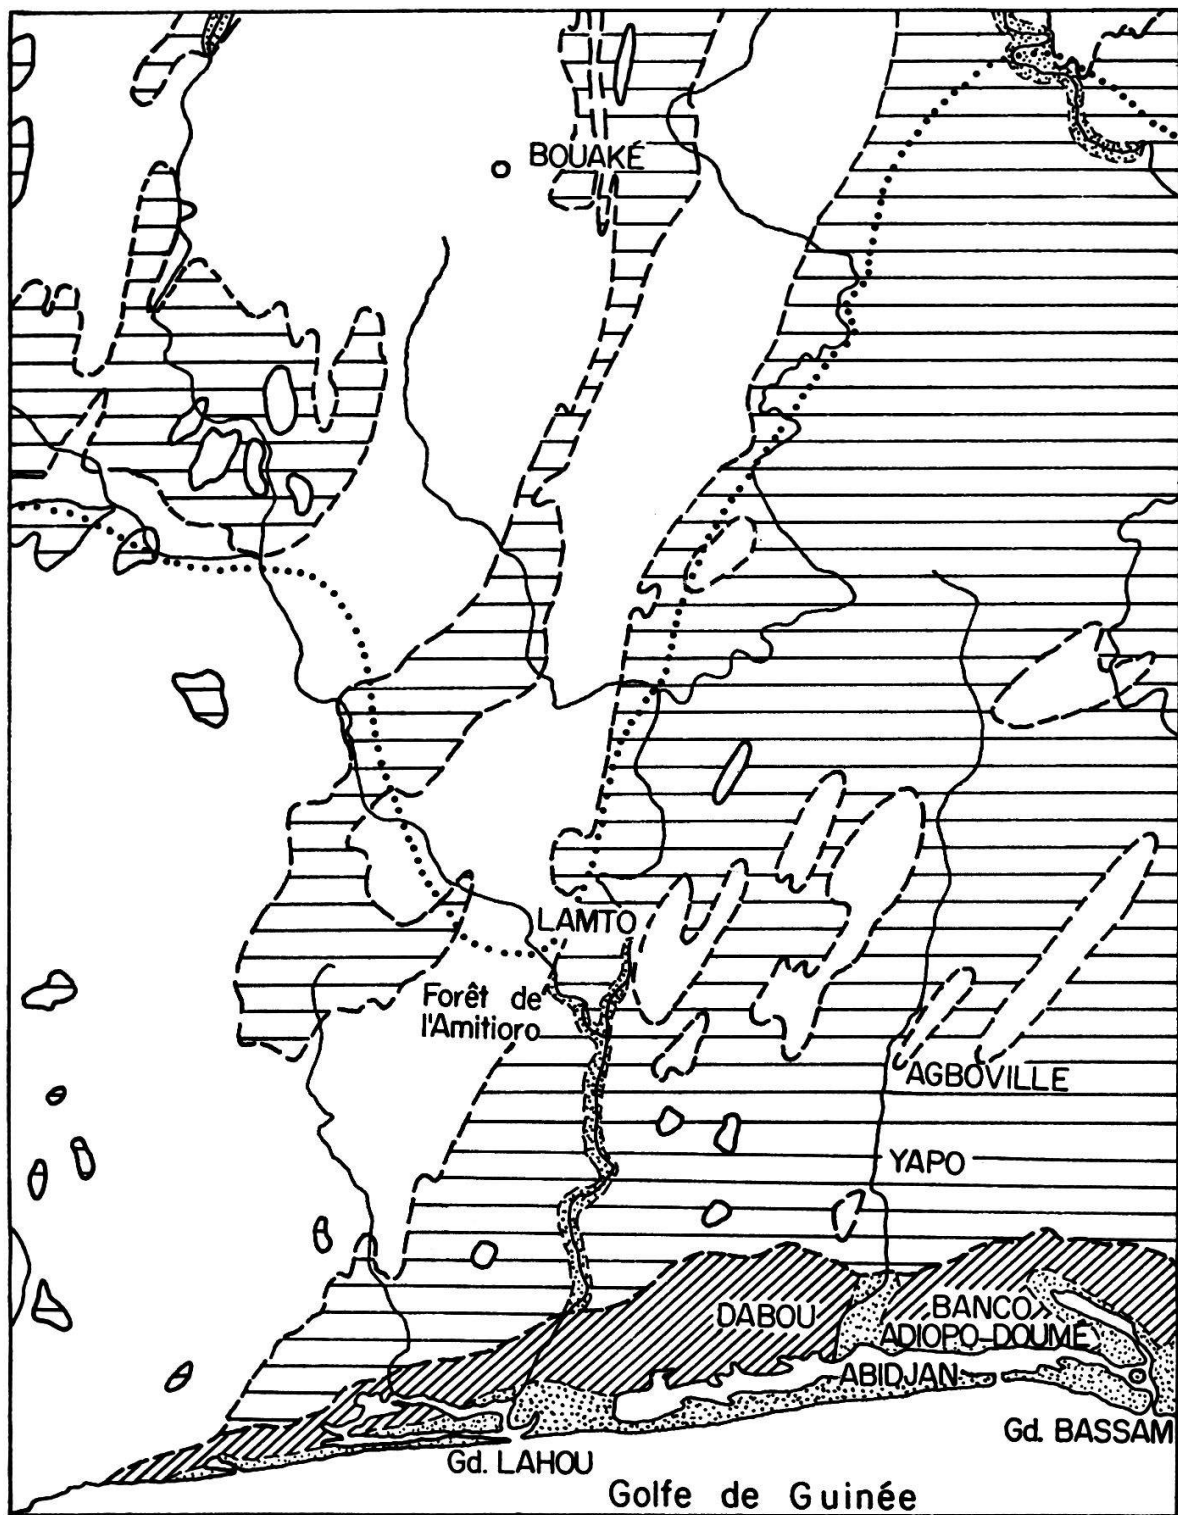 BOUAKÉ
LAMTO
Forêt de
l'Amitioro
AGBOVILLE
YAPO
DABOU
BANCO
ADIOPO-DOUMÉ
ABIDJAN
Gd. BASSAM
Gd. LAHOU
Golfe de Guinée